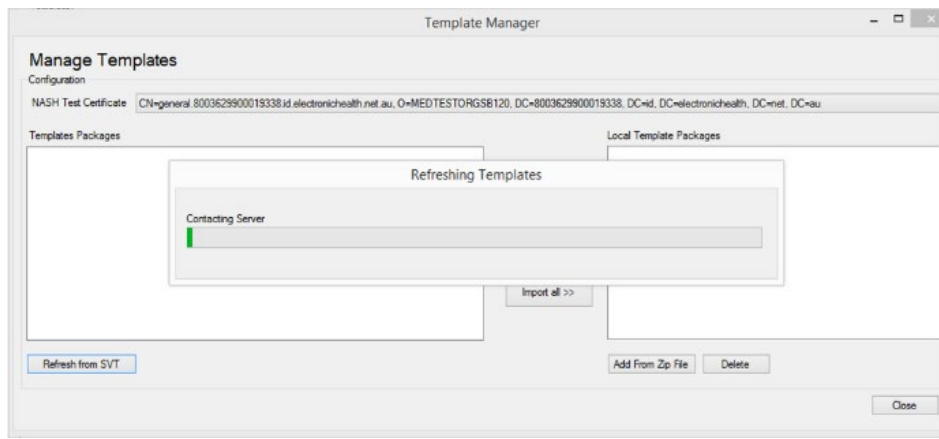 Template Manager
Manage Templates
Configuration
NASH Test Certificate CN=general.8003629900019338.id.electronichealth.net.au, O=MEDTESTORGSB120, DC=8003629900019338, DC=id, DC=electronichealth, DC=net, DC=au
Templates Packages Local Template Packages
Refreshing Templates
Contacting Server
Import all >>
Refresh from SVT Add From Zip File Delete
Close